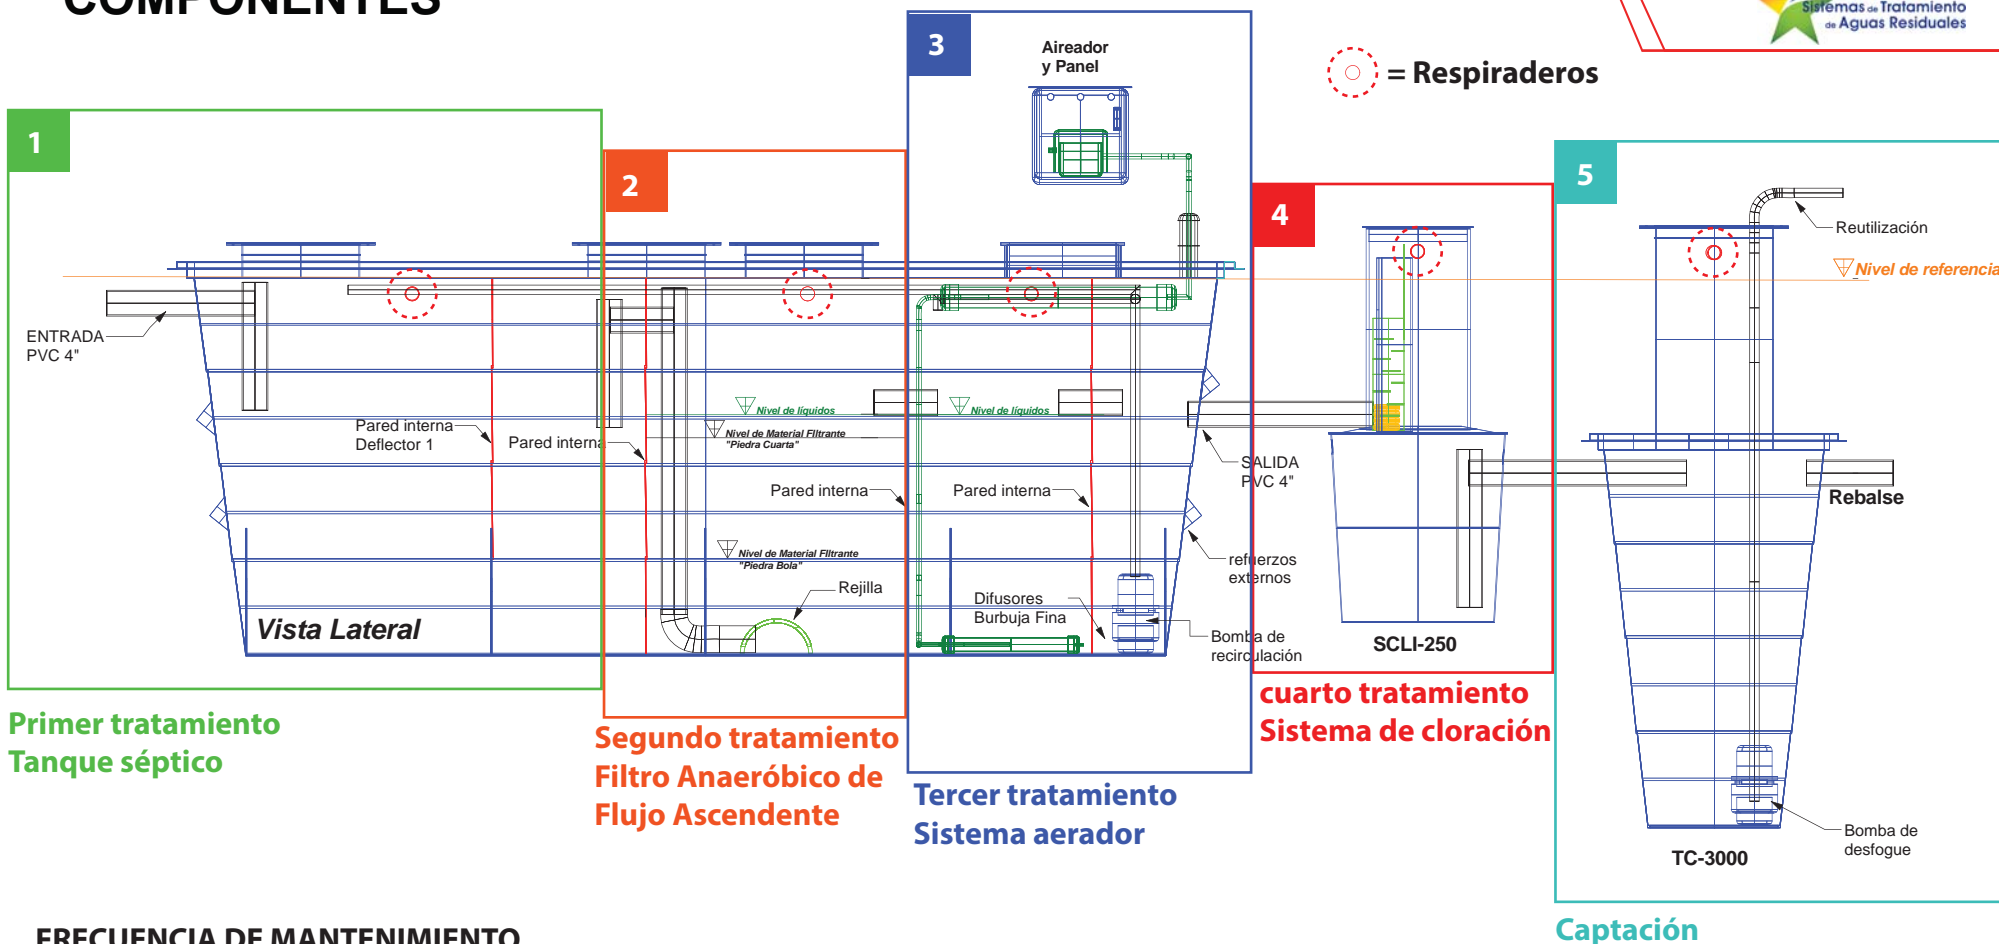 COMPONENTES
Sistemas de Tratamiento
de Aguas Residuales
= Respiraderos
1
2
3
4
5
Aireador
y Panel
Reutilización
Nivel de referencia
ENTRADA
PVC 4"
Pared interna
Deflector 1
Pared interna
Nivel de líquidos
Nivel de líquidos
Nivel de Material FIltrante
"Piedra Cuarta"
Pared interna
Pared interna
SALIDA
PVC 4"
Rebalse
Nivel de Material FIltrante
"Piedra Bola"
Rejilla
refuerzos
externos
Difusores
Burbuja Fina
Bomba de
recirculación
Vista Lateral
SCLI-250
TC-3000
Bomba de
desfogue
Primer tratamiento
Tanque séptico
Segundo tratamiento
Filtro Anaeróbico de
Flujo Ascendente
Tercer tratamiento
Sistema aerador
cuarto tratamiento
Sistema de cloración
Captación
FRECUENCIA DE MANTENIMIENTO